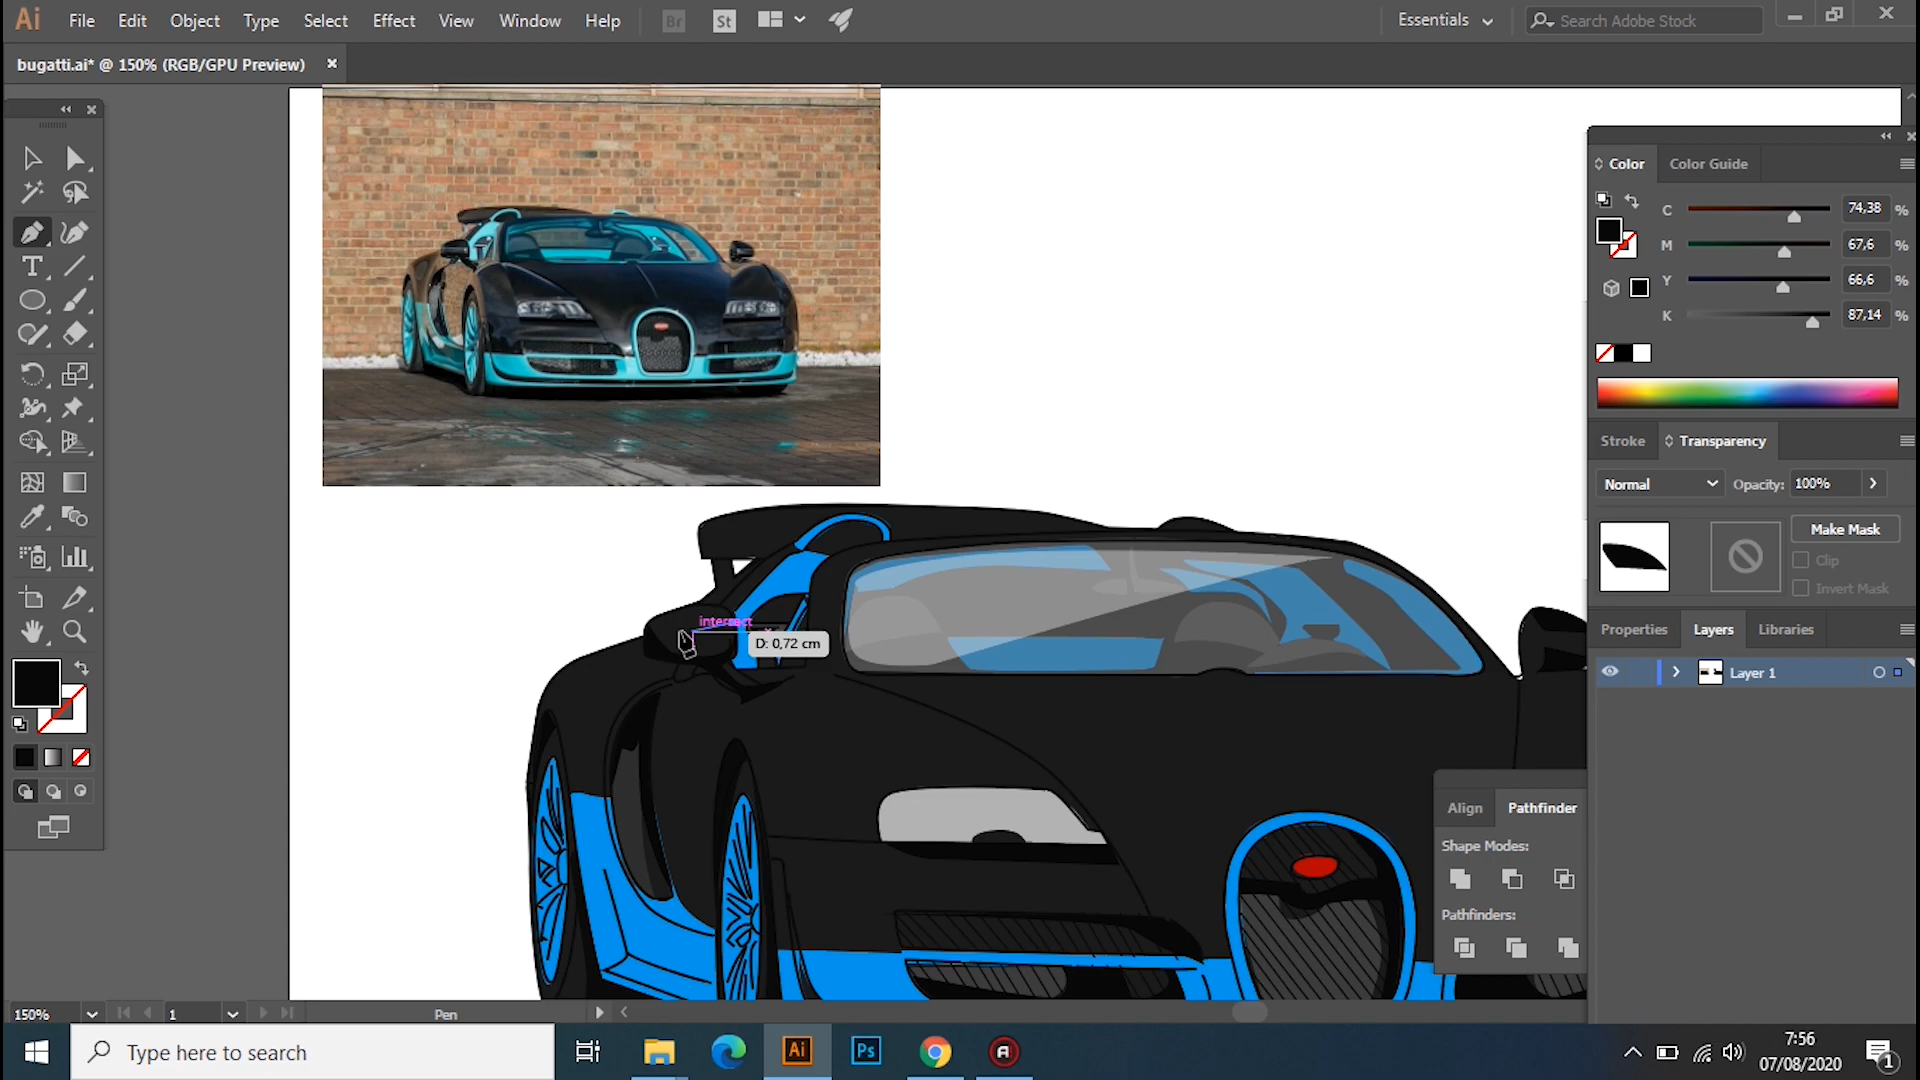 Ai File Edit Object Type Select Effect View Window Help Br St Essentials Search Adobe Stock
bugatti.ai* @ 150% (RGB/GPU Preview)
Color Color Guide
C 74,38 %
M 67,6 %
Y 66,6 %
K 87,14 %
T
Stroke Transparency
Normal Opacity: 100%
Make Mask
Clip
Invert Mask
intersect
D: 0,72 cm
Properties Layers Libraries
Layer 1
Align Pathfinder
Shape Modes:
Pathfinders:
150% 1 Pen
Type here to search
Ai Ps
7:56
07/08/2020
1